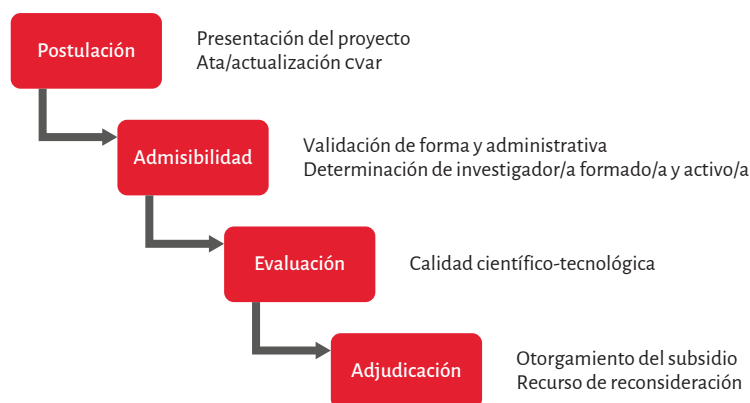 Postulación
Presentación del proyecto
Ata/actualización cvar
Admisibilidad
Validación de forma y administrativa
Determinación de investigador/a formado/a y activo/a
Evaluación
Calidad científico-tecnológica
Adjudicación
Otorgamiento del subsidio
Recurso de reconsideración